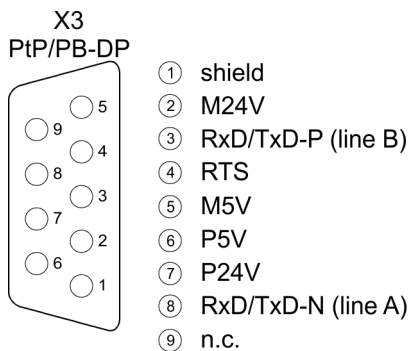 X3
PtP/PB-DP
5
9
4
8
3
7
2
6
1
1 shield
2 M24V
3 RxD/TxD-P (line B)
4 RTS
5 M5V
6 P5V
7 P24V
8 RxD/TxD-N (line A)
9 n.c.